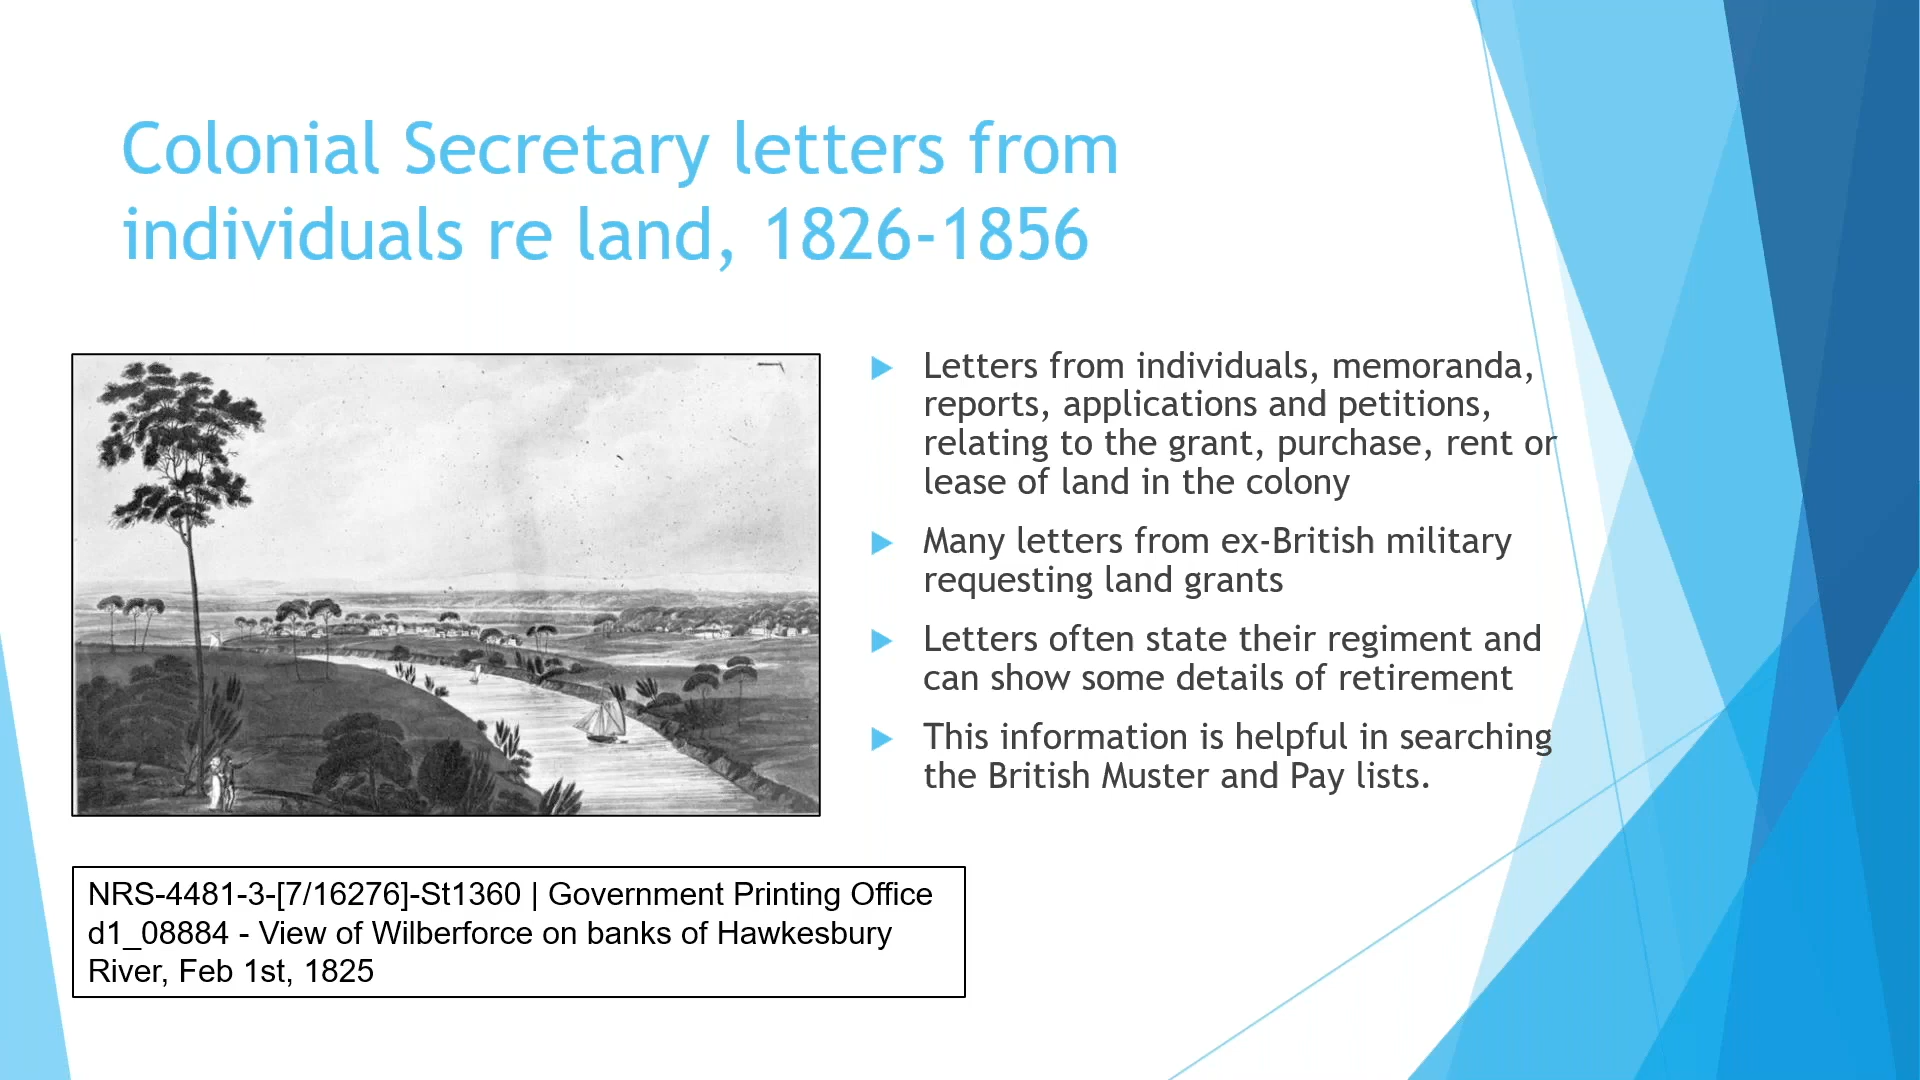 Colonial Secretary letters from
individuals re land, 1826-1856
Letters from individuals, memoranda,
reports, applications and petitions,
relating to the grant, purchase, rent or
lease of land in the colony
Many letters from ex-British military
requesting land grants
Letters often state their regiment and
can show some details of retirement
This information is helpful in searching
the British Muster and Pay lists.
NRS-4481-3-[7/16276]-St1360 | Government Printing Office
d1_08884 - View of Wilberforce on banks of Hawkesbury
River, Feb 1st, 1825